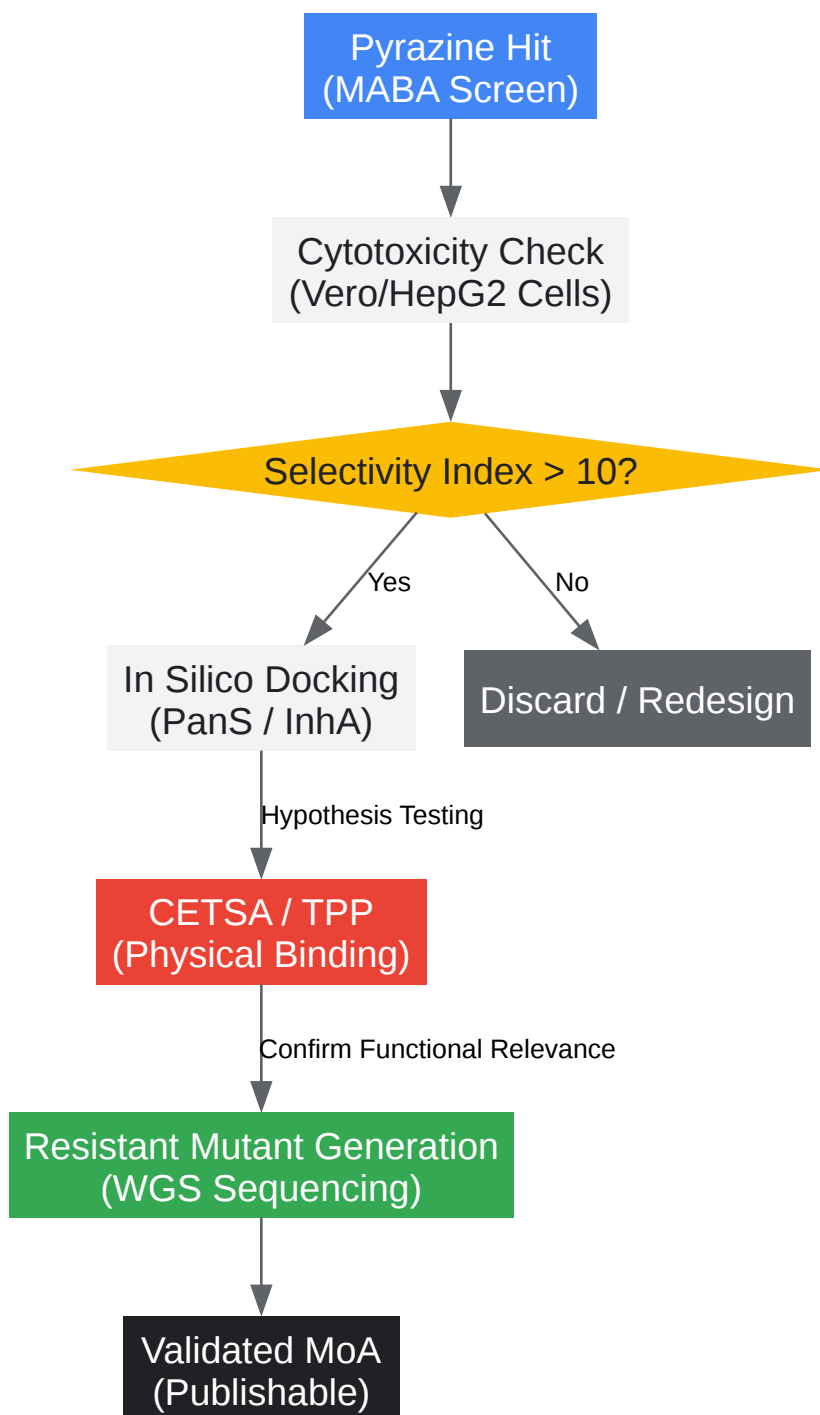 Pyrazine Hit
(MABA Screen)
Cytotoxicity Check
(Vero/HepG2 Cells)
Selectivity Index > 10?
Yes
No
In Silico Docking
(PanS / InhA)
Discard / Redesign
Hypothesis Testing
CETSA / TPP
(Physical Binding)
Confirm Functional Relevance
Resistant Mutant Generation
(WGS Sequencing)
Validated MoA
(Publishable)